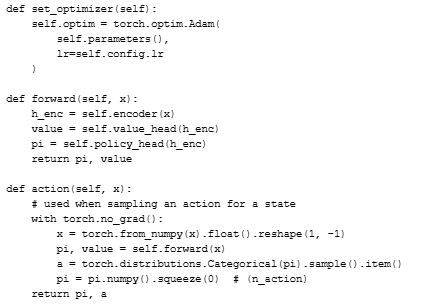 def set_optimizer(self):
    self.optim = torch.optim.Adam(
        self.parameters(),
        lr=self.config.lr
    )

def forward(self, x):
    h_enc = self.encoder(x)
    value = self.value_head(h_enc)
    pi = self.policy_head(h_enc)
    return pi, value

def action(self, x):
    # used when sampling an action for a state
    with torch.no_grad():
        x = torch.from_numpy(x).float().reshape(1, -1)
        pi, value = self.forward(x)
        a = torch.distributions.Categorical(pi).sample().item()
        pi = pi.numpy().squeeze(0)  # (n_action)
    return pi, a